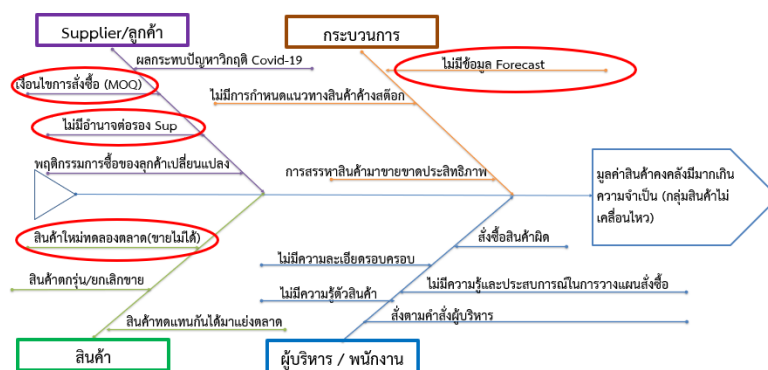 Supplier/ลูกค้า
กระบวนการ
ผลกระทบปัญหาวิกฤติ Covid-19
ไม่มีข้อมูล Forecast
เงื่อนไขการสั่งซื้อ (MOQ)
ไม่มีการกำหนดแนวทางสินค้าค้างสต๊อก
ไม่มีอำนาจต่อรอง Sup
พฤติกรรมการซื้อของลูกค้าเปลี่ยนแปลง
การสรรหาสินค้ามาขายขาดประสิทธิภาพ
มูลค่าสินค้าคงคลังมีมากเกิน
ความจำเป็น (กลุ่มสินค้าไม่
เคลื่อนไหว)
สินค้าใหม่ทดลองตลาด(ขายไม่ได้)
สั่งซื้อสินค้าผิด
ไม่มีความละเอียดรอบครอบ
สินค้าตกรุ่น/ยกเลิกขาย
ไม่มีความรู้ตัวสินค้า
ไม่มีความรู้และประสบการณ์ในการวางแผนสั่งซื้อ
สินค้าทดแทนกันได้มาแย่งตลาด
สั่งตามคำสั่งผู้บริหาร
สินค้า
ผู้บริหาร / พนักงาน